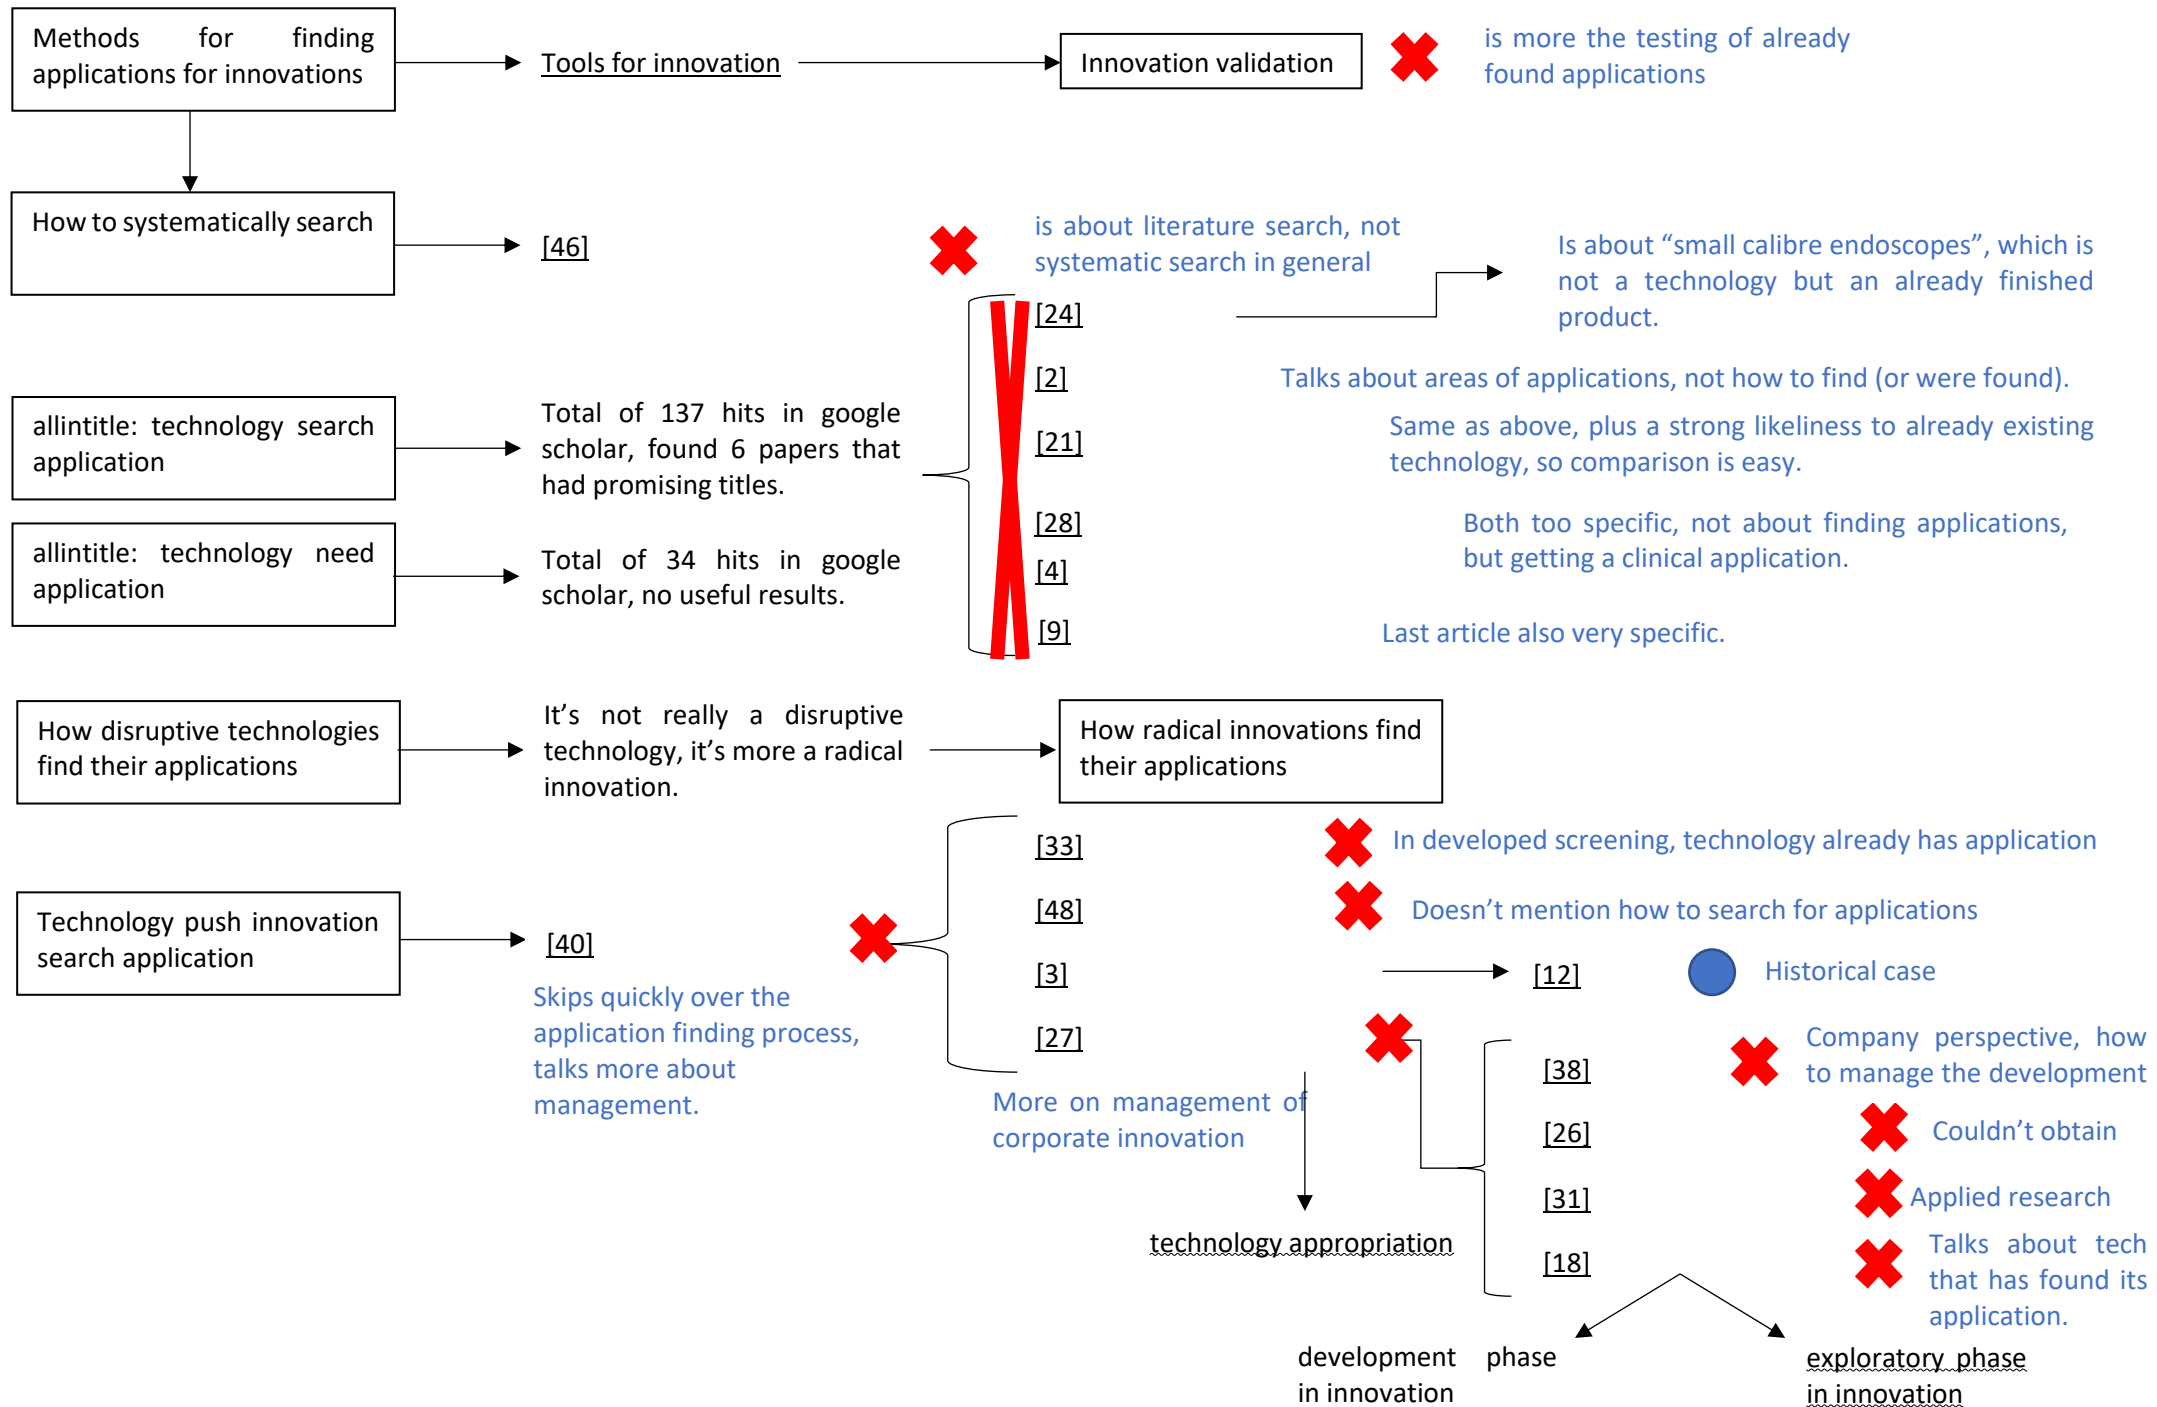 Methods for finding
applications for innovations
Tools for innovation
Innovation validation
is more the testing of already
found applications
How to systematically search
[46]
is about literature search, not
systematic search in general
[24]
Is about “small calibre endoscopes”, which is
not a technology but an already finished
product.
[2]
Talks about areas of applications, not how to find (or were found).
allintitle: technology search
application
Total of 137 hits in google
scholar, found 6 papers that
had promising titles.
[21]
Same as above, plus a strong likeliness to already existing
technology, so comparison is easy.
allintitle: technology need
application
Total of 34 hits in google
scholar, no useful results.
[28]
[4]
Both too specific, not about finding applications,
but getting a clinical application.
[9]
Last article also very specific.
How disruptive technologies
find their applications
It’s not really a disruptive
technology, it’s more a radical
innovation.
How radical innovations find
their applications
Technology push innovation
search application
[40]
Skips quickly over the
application finding process,
talks more about
management.
[33]
In developed screening, technology already has application
[48]
Doesn’t mention how to search for applications
[3]
[12]
Historical case
[27]
More on management of
corporate innovation
technology appropriation
[38]
Company perspective, how
to manage the development
[26]
Couldn’t obtain
[31]
Applied research
[18]
Talks about tech
that has found its
application.
development phase
in innovation
exploratory phase
in innovation